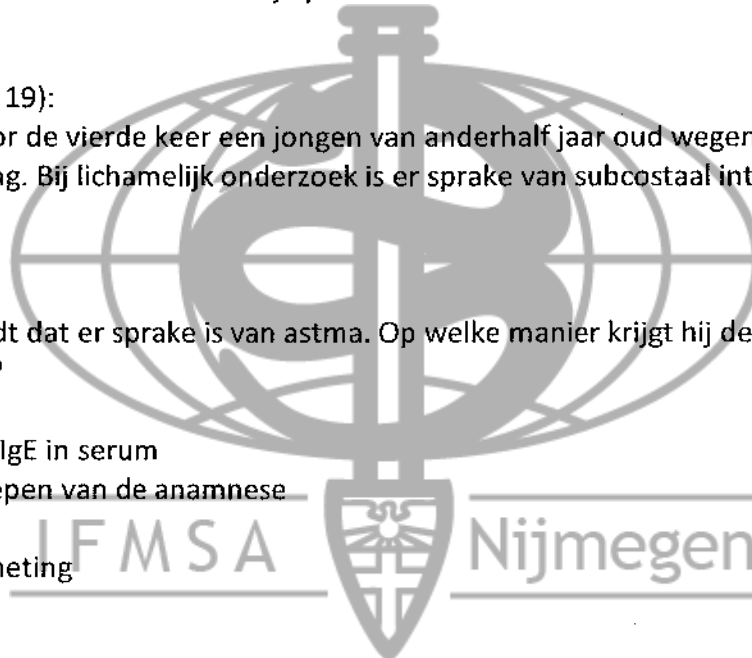 19):
or de vierde keer een jongen van anderhalf jaar oud wegen
ag. Bij lichamelijk onderzoek is er sprake van subcostaal int
dt dat er sprake is van astma. Op welke manier krijgt hij de
IgE in serum
epen van de anamnese
IFMSA Nijmegen
neting